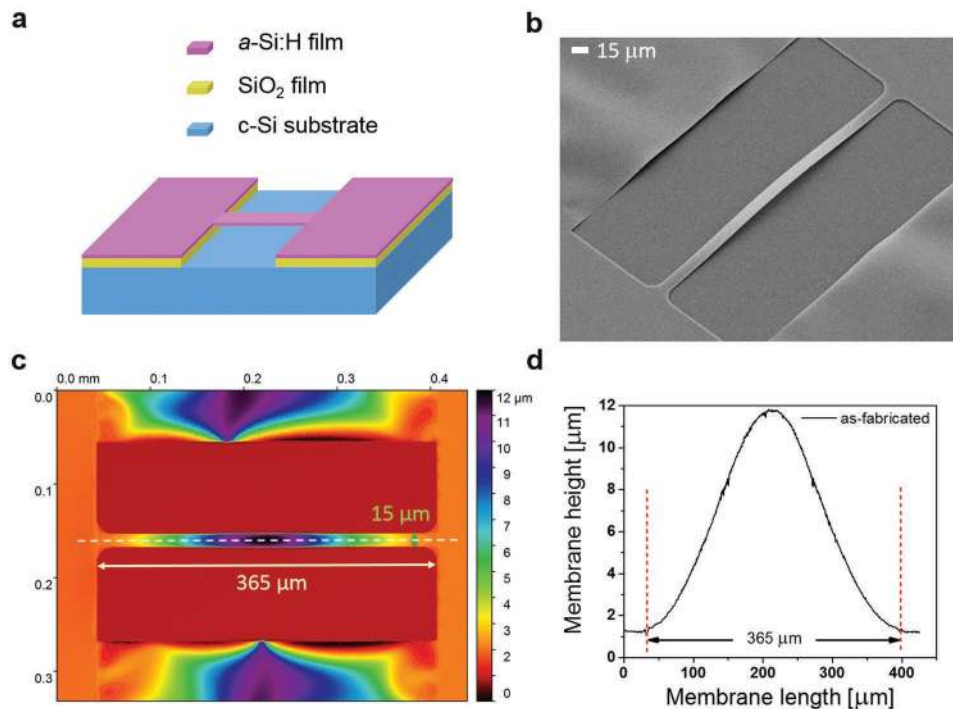 a
a-Si:H film
SiO₂ film
c-Si substrate
b
15 µm
c
0.0 mm 0.1 0.2 0.3 0.4
0.0
0.1
0.2
0.3
15 µm
365 µm
12 µm
11
10
9
8
7
6
5
4
3
2
1
0
d
Membrane height [µm]
12
10
8
6
4
2
0
as-fabricated
365 µm
0 100 200 300 400
Membrane length [µm]